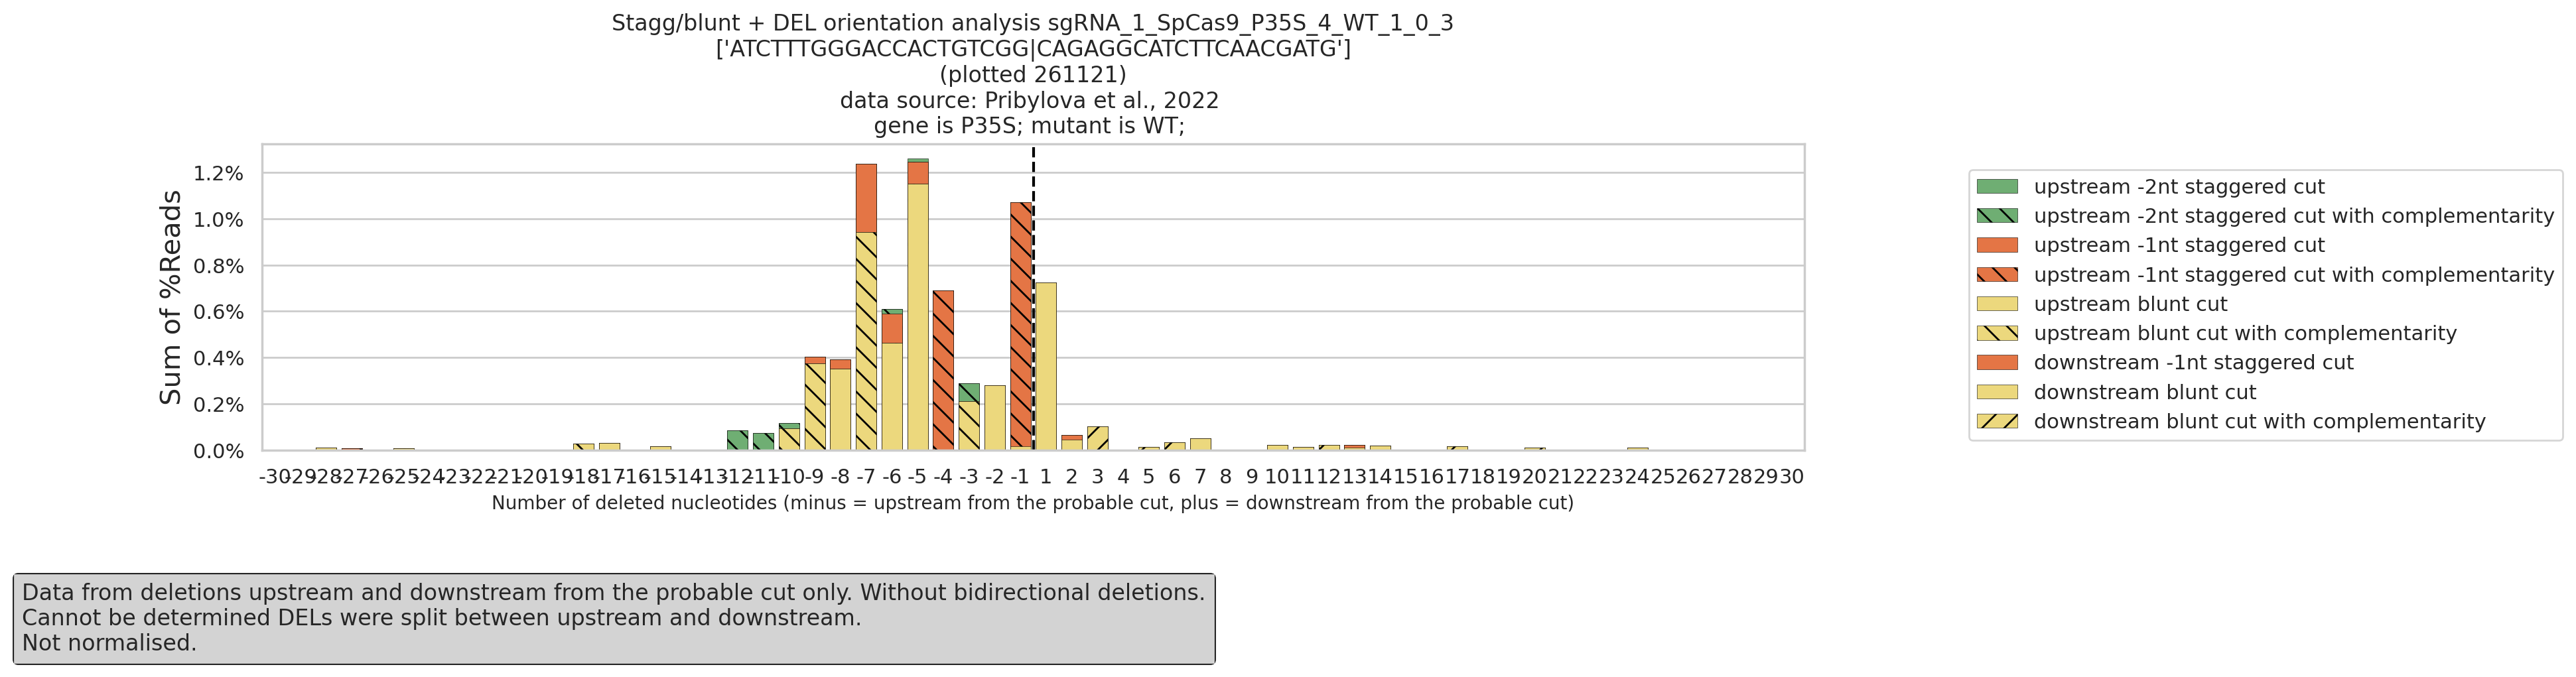 Stagg/blunt + DEL orientation analysis sgRNA_1_SpCas9_P35S_4_WT_1_0_3
['ATCTTTGGGACCACTGTCGG|CAGAGGCATCTTCAACGATG']
(plotted 261121)
data source: Pribylova et al., 2022
gene is P35S; mutant is WT;
Sum of %Reads
1.2%
1.0%
0.8%
0.6%
0.4%
0.2%
0.0%
-30 -29 -28 -27 -26 -25 -24 -23 -22 -21 -20 -19 -18 -17 -16 -15 -14 -13 -12 -11 -10 -9 -8 -7 -6 -5 -4 -3 -2 -1 1 2 3 4 5 6 7 8 9 10 11 12 13 14 15 16 17 18 19 20 21 22 23 24 25 26 27 28 29 30
Number of deleted nucleotides (minus = upstream from the probable cut, plus = downstream from the probable cut)
upstream -2nt staggered cut
upstream -2nt staggered cut with complementarity
upstream -1nt staggered cut
upstream -1nt staggered cut with complementarity
upstream blunt cut
upstream blunt cut with complementarity
downstream -1nt staggered cut
downstream blunt cut
downstream blunt cut with complementarity
Data from deletions upstream and downstream from the probable cut only. Without bidirectional deletions.
Cannot be determined DELs were split between upstream and downstream.
Not normalised.